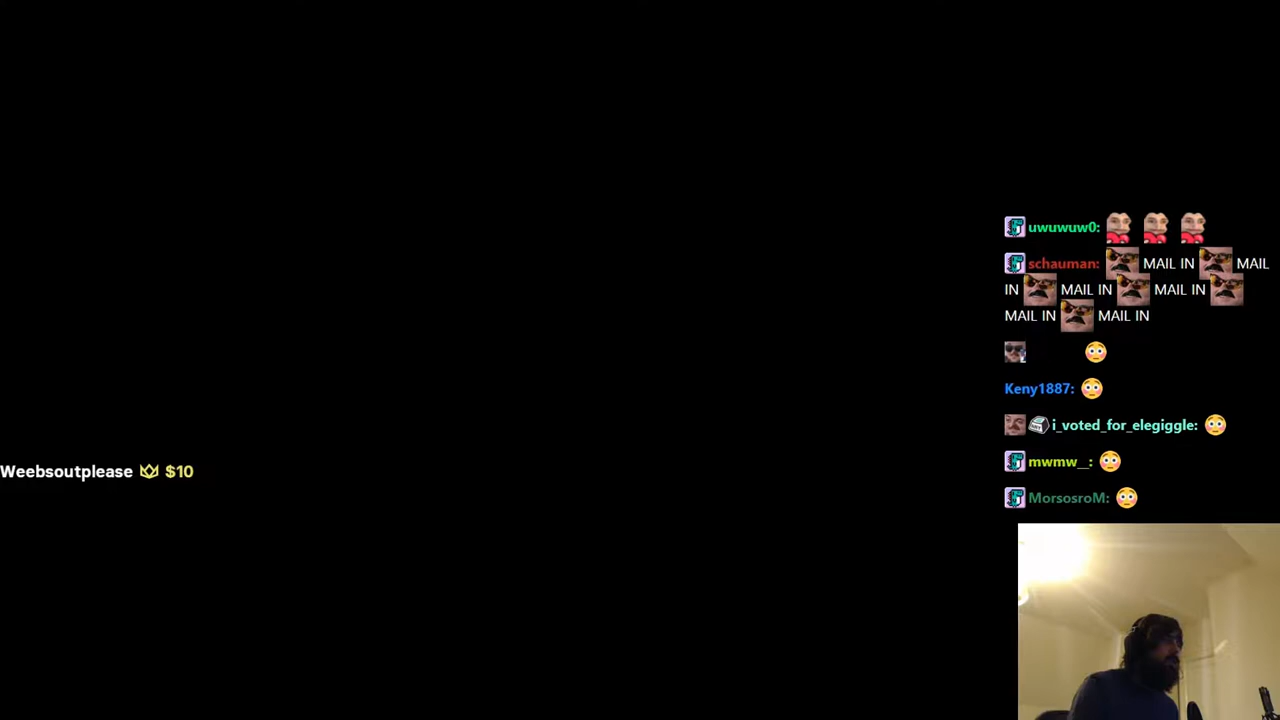 uwuwuw0:
schauman: MAIL IN MAIL
IN MAIL IN MAIL IN
MAIL IN MAIL IN
Keny1887:
i_voted_for_elegiggle:
mwmw__:
Weebsoutplease $10
MorsosroM: